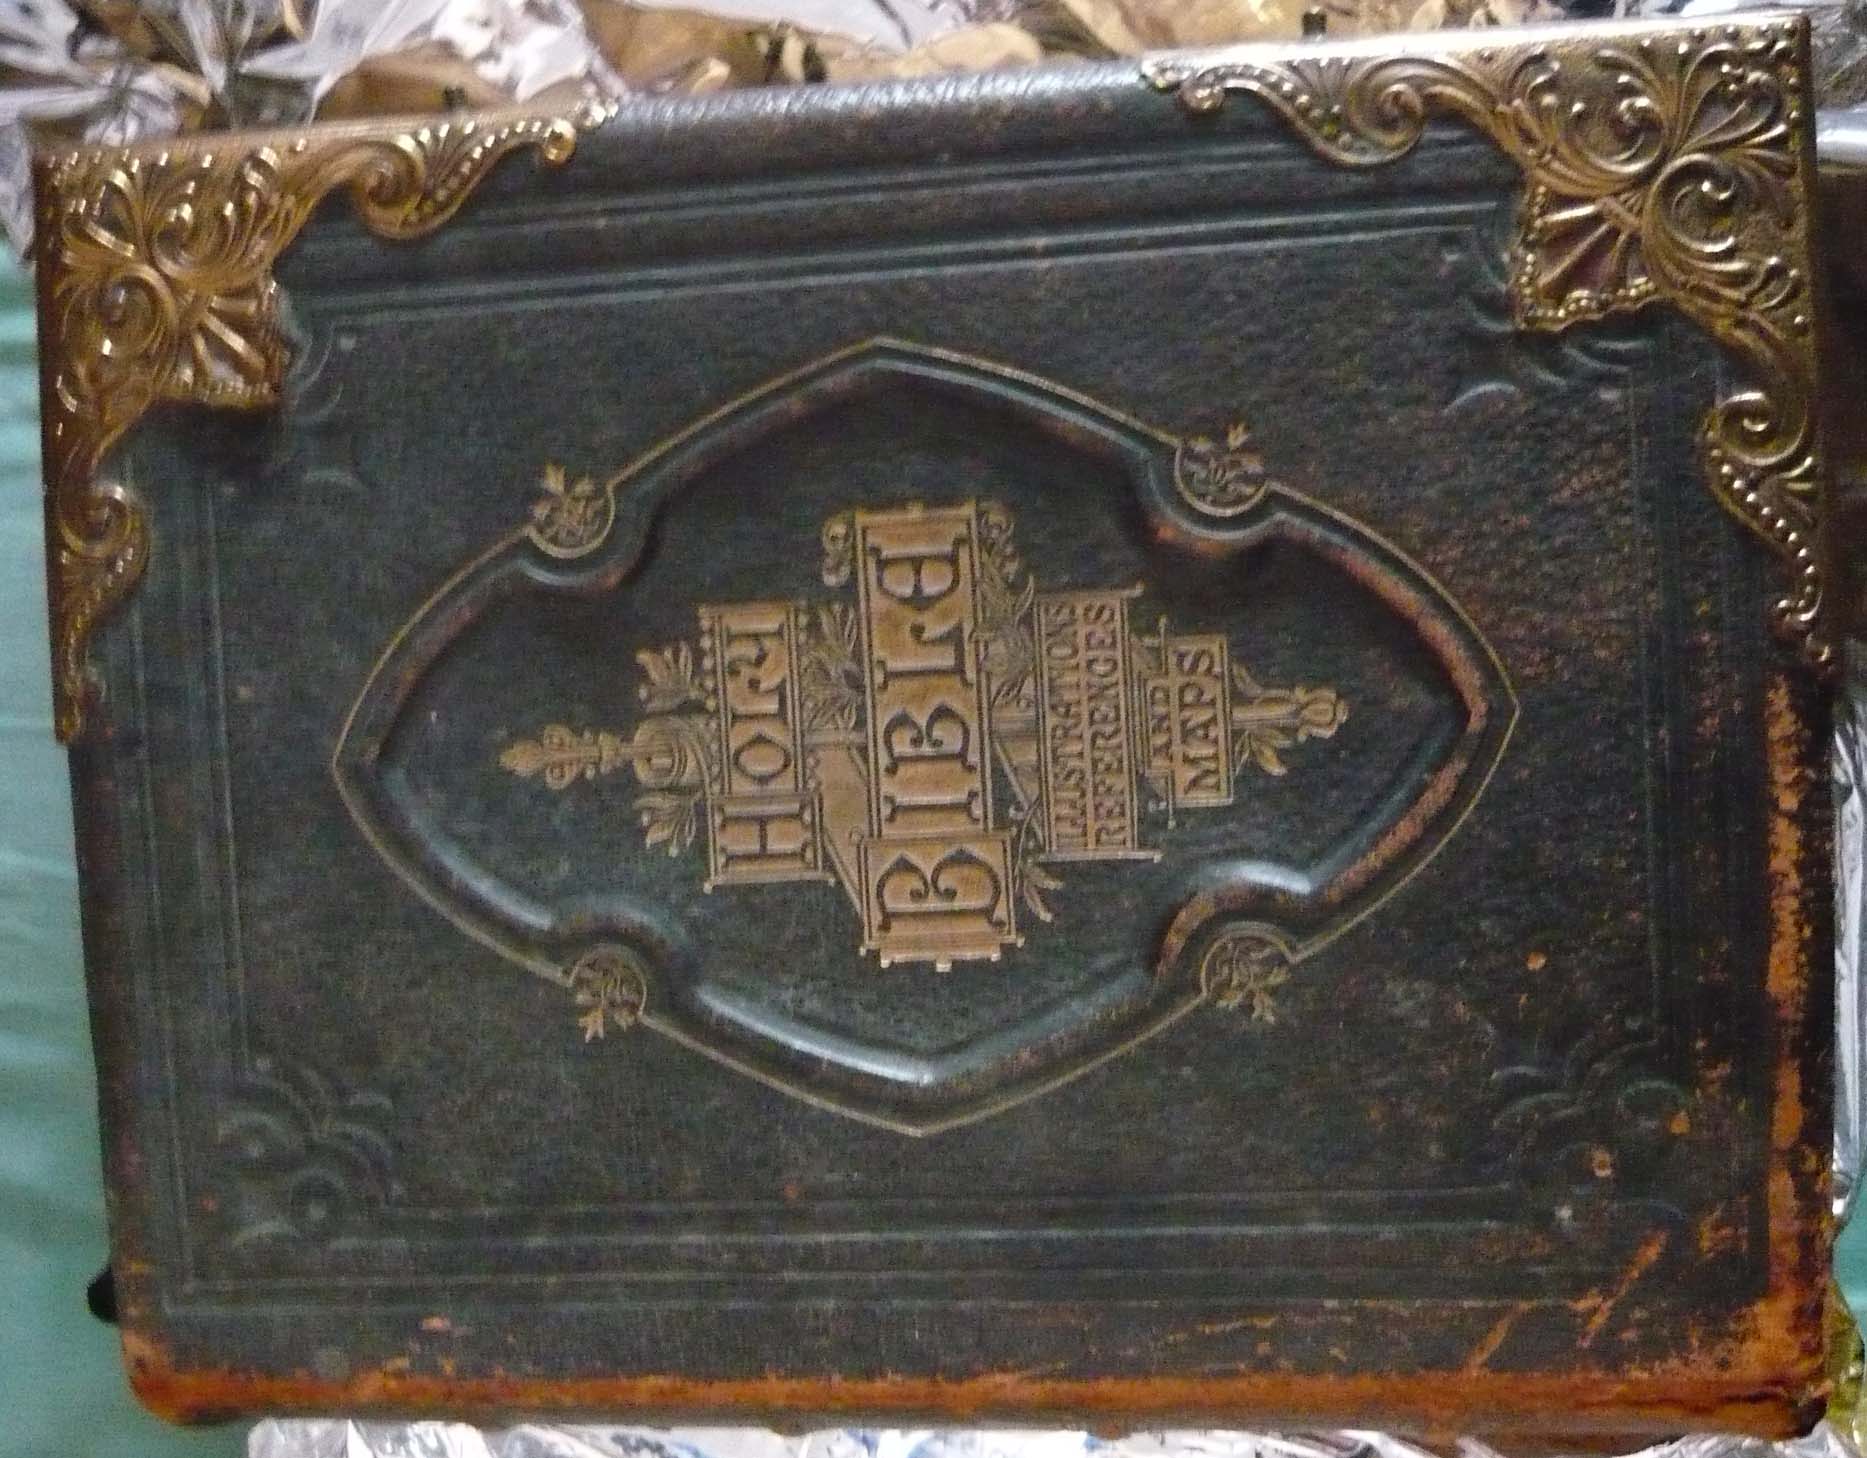 HOLY
BIBLE
ILLUSTRATIONS
REFERENCES
AND
MAPS